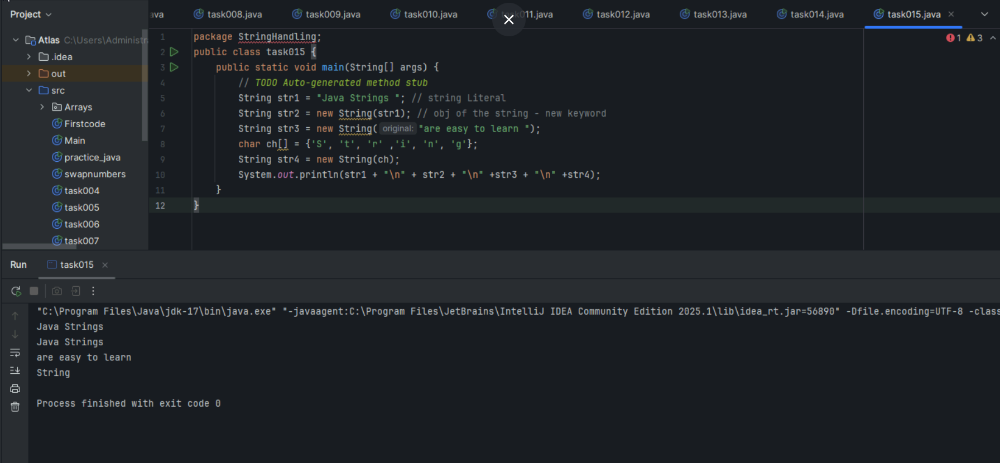 Project
ava
task008.java
task009.java
task010.java
011.java
task012.java
task013.java
task014.java
task015.java
Atlas C:\Users\Administr
.idea
out
src
Arrays
Firstcode
Main
practice_java
swapnumbers
task004
task005
task006
task007
1 package StringHandling;
2 public class task015 {
3 public static void main(String[] args) {
4 // TODO Auto-generated method stub
5 String str1 = "Java Strings "; // string Literal
6 String str2 = new String(str1); // obj of the string - new keyword
7 String str3 = new String( original: "are easy to learn ");
8 char ch[] = {'S', 't', 'r' ,'i', 'n', 'g'};
9 String str4 = new String(ch);
10 System.out.println(str1 + "\n" + str2 + "\n" +str3 + "\n" +str4);
11 }
12 }
1 3
Run
task015
"C:\Program Files\Java\jdk-17\bin\java.exe" "-javaagent:C:\Program Files\JetBrains\IntelliJ IDEA Community Edition 2025.1\lib\idea_rt.jar=56890" -Dfile.encoding=UTF-8 -class
Java Strings
Java Strings
are easy to learn
String
Process finished with exit code 0